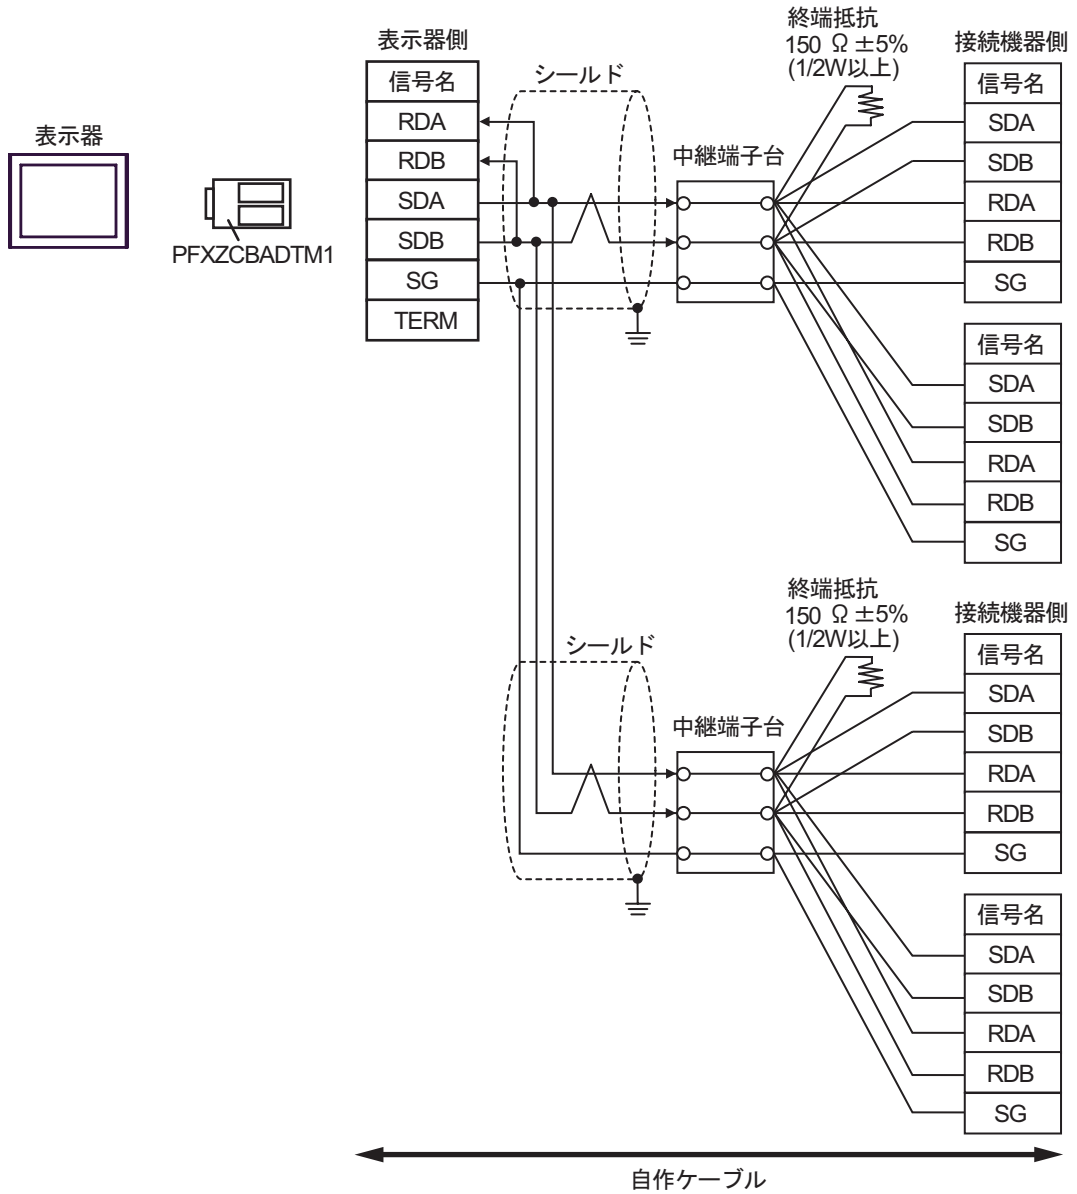 表示器
PFXZCBADTM1
表示器側
信号名
RDA
RDB
SDA
SDB
SG
TERM
シールド
中継端子台
終端抵抗
150 Ω ±5%
(1/2W以上)
接続機器側
信号名
SDA
SDB
RDA
RDB
SG
信号名
SDA
SDB
RDA
RDB
SG
シールド
中継端子台
終端抵抗
150 Ω ±5%
(1/2W以上)
接続機器側
信号名
SDA
SDB
RDA
RDB
SG
信号名
SDA
SDB
RDA
RDB
SG
自作ケーブル